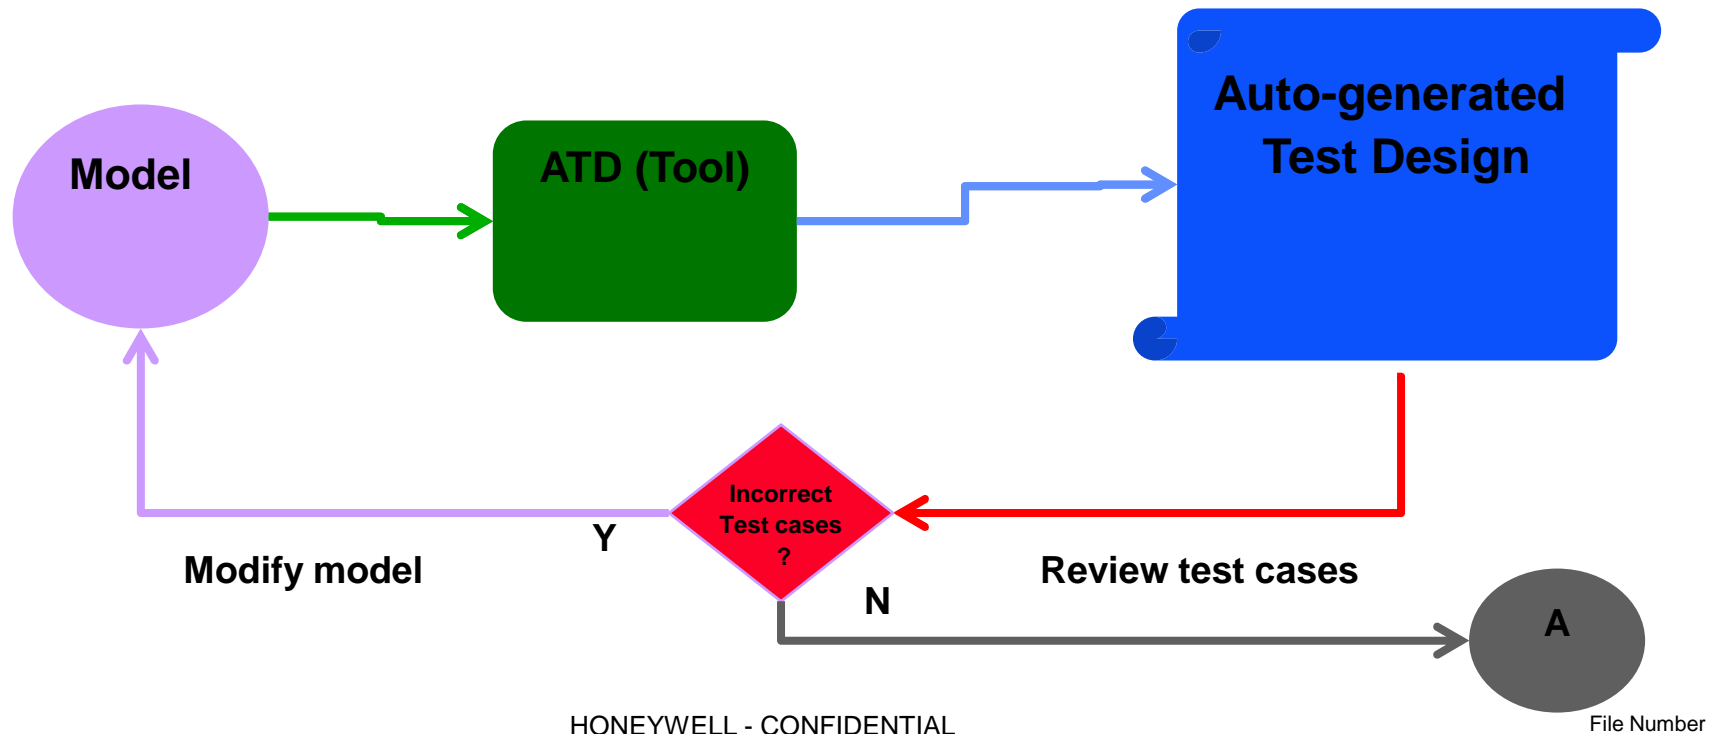 Model
ATD (Tool)
Auto-generated
Test Design
Incorrect
Test cases
?
Y
Modify model
N
Review test cases
A
HONEYWELL - CONFIDENTIAL
File Number